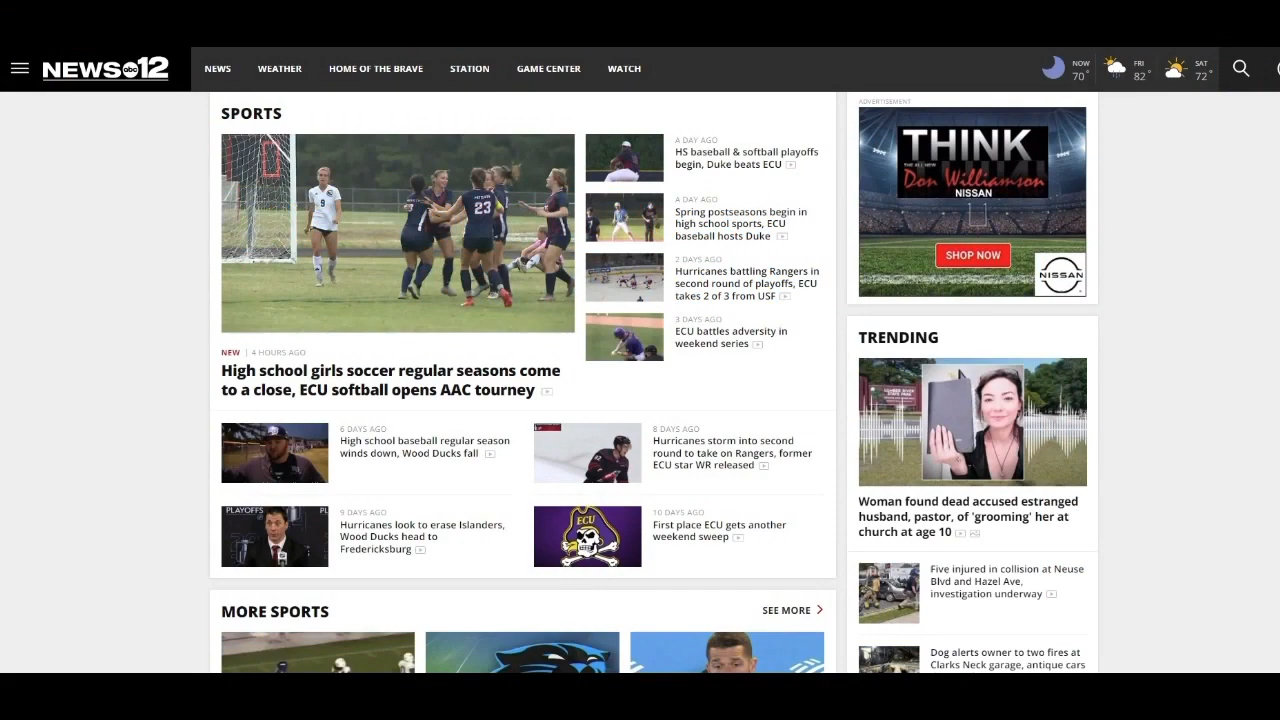 NEWS abc 12
NEWS
WEATHER
HOME OF THE BRAVE
STATION
GAME CENTER
WATCH
NOW
70°
FRI
82°
SAT
72°
SPORTS
9
23
NEW | 4 HOURS AGO
High school girls soccer regular seasons come
to a close, ECU softball opens AAC tourney
A DAY AGO
HS baseball & softball playoffs
begin, Duke beats ECU
A DAY AGO
Spring postseasons begin in
high school sports, ECU
baseball hosts Duke
2 DAYS AGO
Hurricanes battling Rangers in
second round of playoffs, ECU
takes 2 of 3 from USF
3 DAYS AGO
ECU battles adversity in
weekend series
6 DAYS AGO
High school baseball regular season
winds down, Wood Ducks fall
8 DAYS AGO
Hurricanes storm into second
round to take on Rangers, former
ECU star WR released
PLAYOFFS
PL
9 DAYS AGO
Hurricanes look to erase Islanders,
Wood Ducks head to
Fredericksburg
ECU
10 DAYS AGO
First place ECU gets another
weekend sweep
MORE SPORTS
SEE MORE
ADVERTISEMENT
THINK
THE ALL NEW
Don Williamson
NISSAN
SHOP NOW
NISSAN
TRENDING
Woman found dead accused estranged
husband, pastor, of 'grooming' her at
church at age 10
Five injured in collision at Neuse
Blvd and Hazel Ave,
investigation underway
Dog alerts owner to two fires at
Clarks Neck garage, antique cars